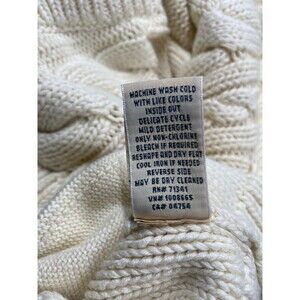 MACHINE WASH COLD
WITH LIKE COLORS
INSIDE OUT
DELICATE CYCLE
MILD DETERGENT
ONLY NON-CHLORINE
BLEACH IF REQUIRED
RESHAPE AND DRY FLAT
COOL IRON IF NEEDED
REVERSE SIDE
MAY BE DRY CLEANED
RN# 71341
VN# 1008665
CA# 04754